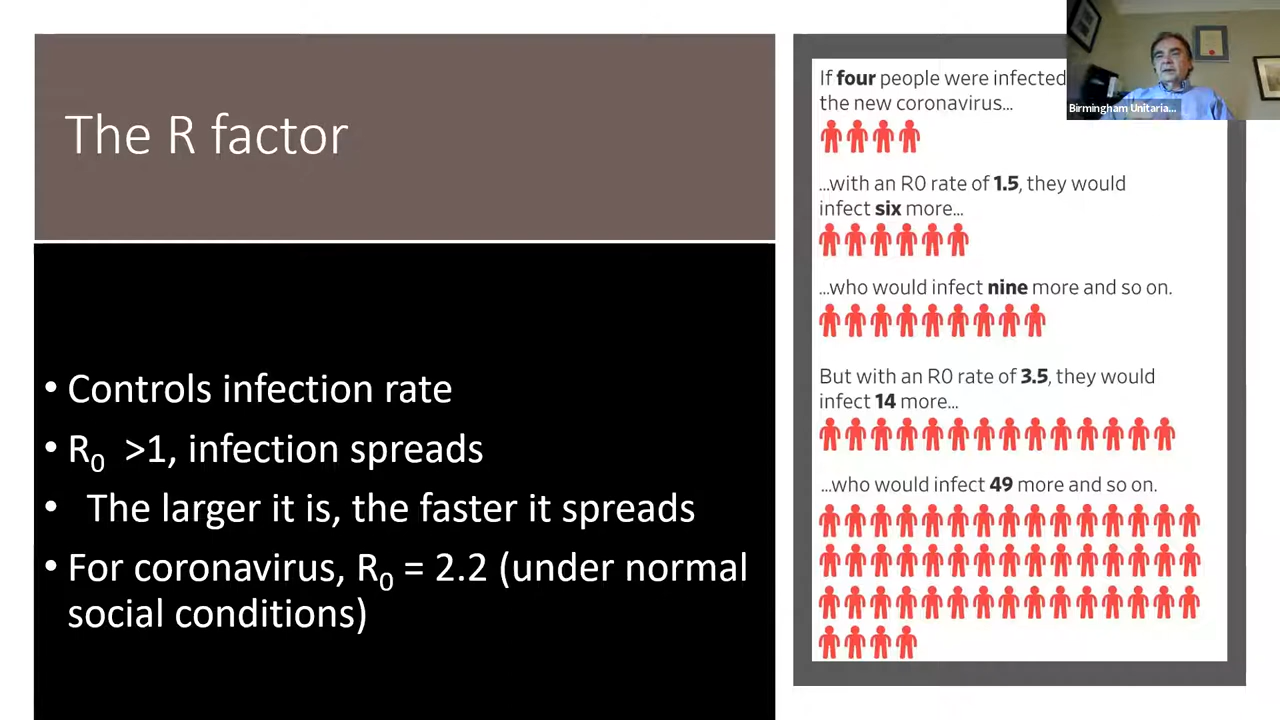 The R factor
• Controls infection rate
• R₀ >1, infection spreads
• The larger it is, the faster it spreads
• For coronavirus, R₀ = 2.2 (under normal
social conditions)
If four people were infected
the new coronavirus...
...with an R0 rate of 1.5, they would
infect six more...
...who would infect nine more and so on.
But with an R0 rate of 3.5, they would
infect 14 more...
...who would infect 49 more and so on.
Birmingham Unitaria...